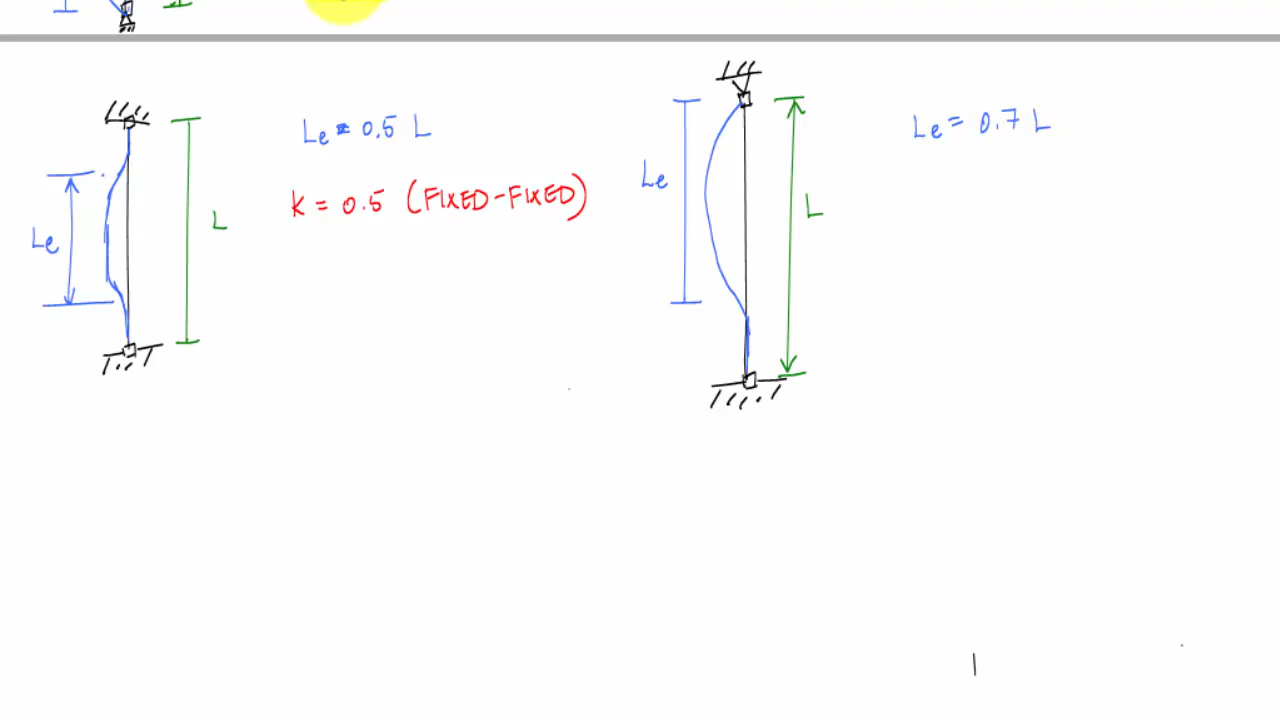 Le = 0.5 L
K = 0.5 (FIXED-FIXED)
Le
L
Le = 0.7 L
Le
L